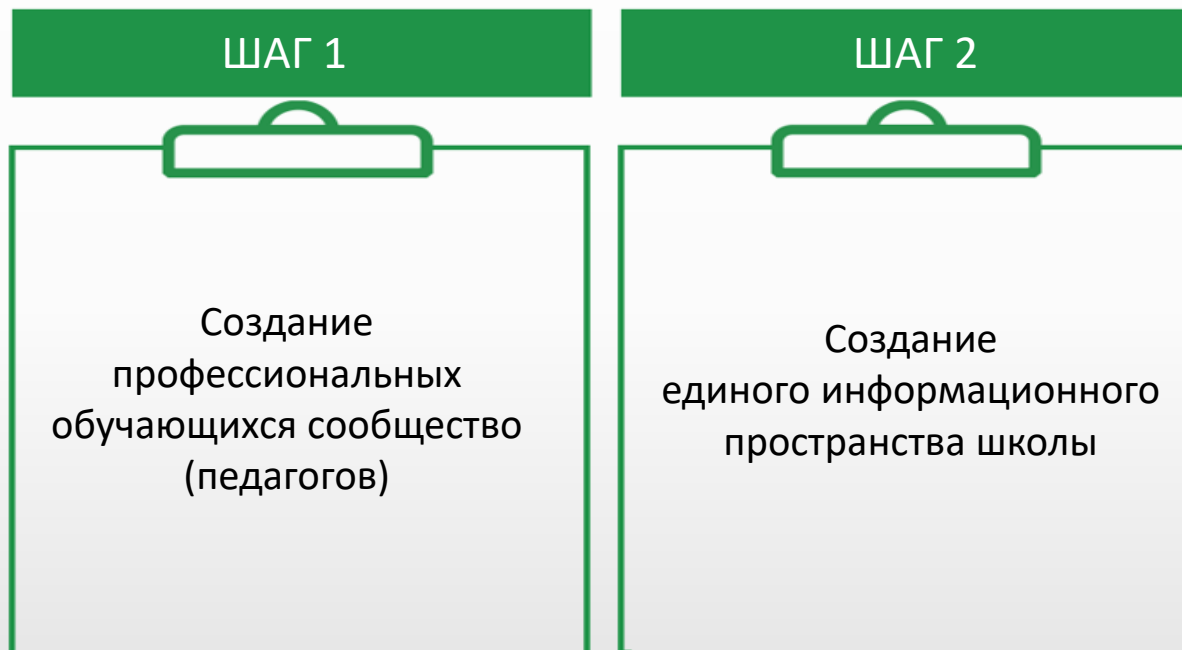 ШАГ 1
Создание
профессиональных
обучающихся сообщество
(педагогов)
ШАГ 2
Создание
единого информационного
пространства школы